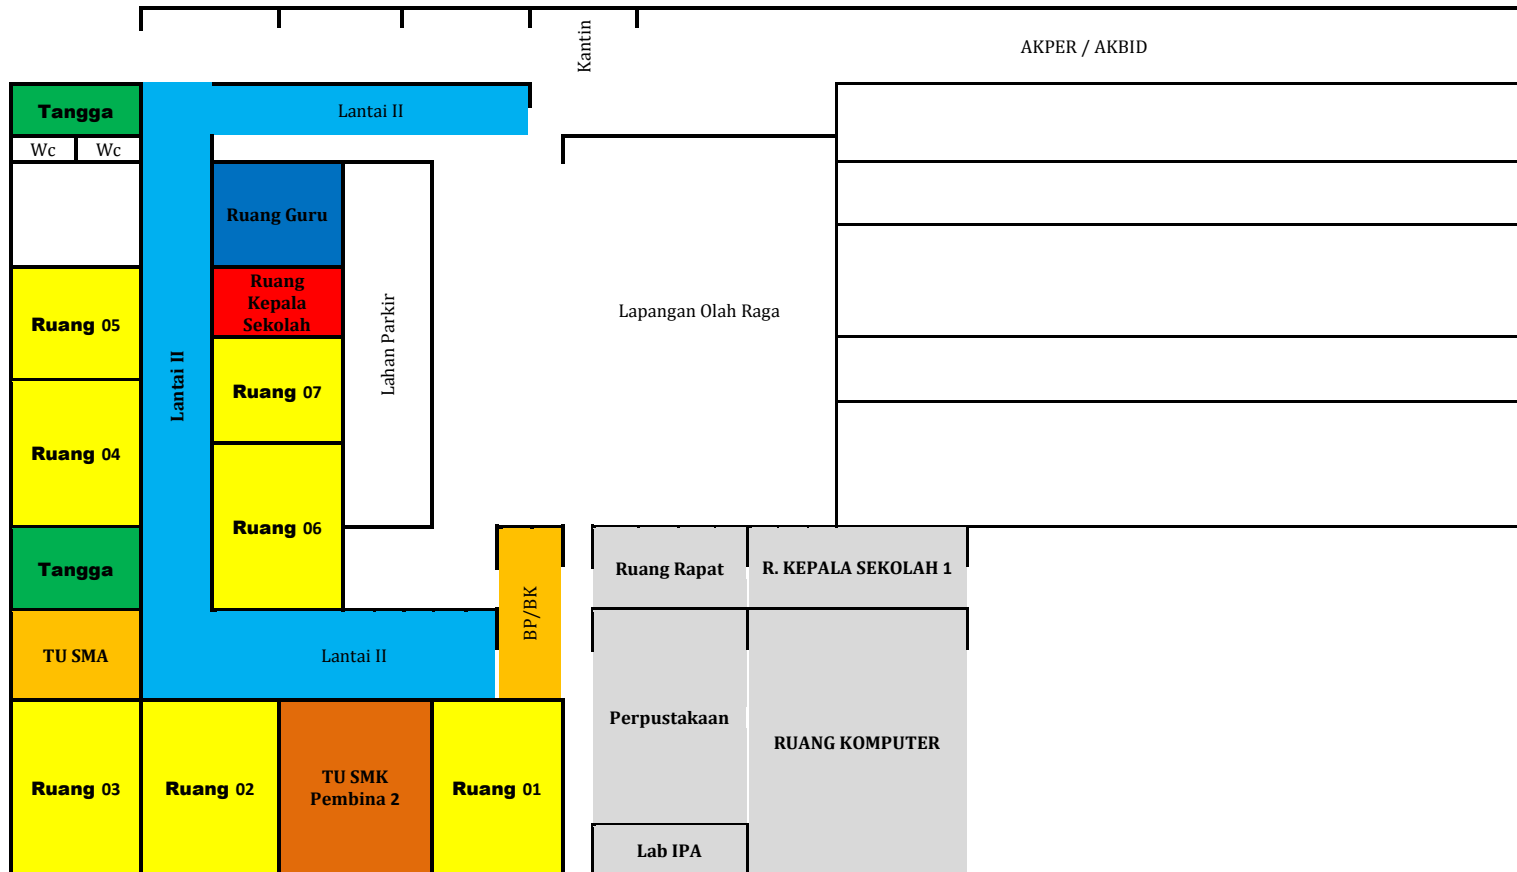 Kantin
AKPER / AKBID
Tangga
Lantai II
Wc
Wc
Ruang Guru
Ruang
Kepala
Sekolah
Ruang 05
Lantai II
Lahan Parkir
Lapangan Olah Raga
Ruang 07
Ruang 04
Ruang 06
Tangga
BP/BK
Ruang Rapat
R. KEPALA SEKOLAH 1
TU SMA
Lantai II
Perpustakaan
RUANG KOMPUTER
Ruang 03
Ruang 02
TU SMK
Pembina 2
Ruang 01
Lab IPA